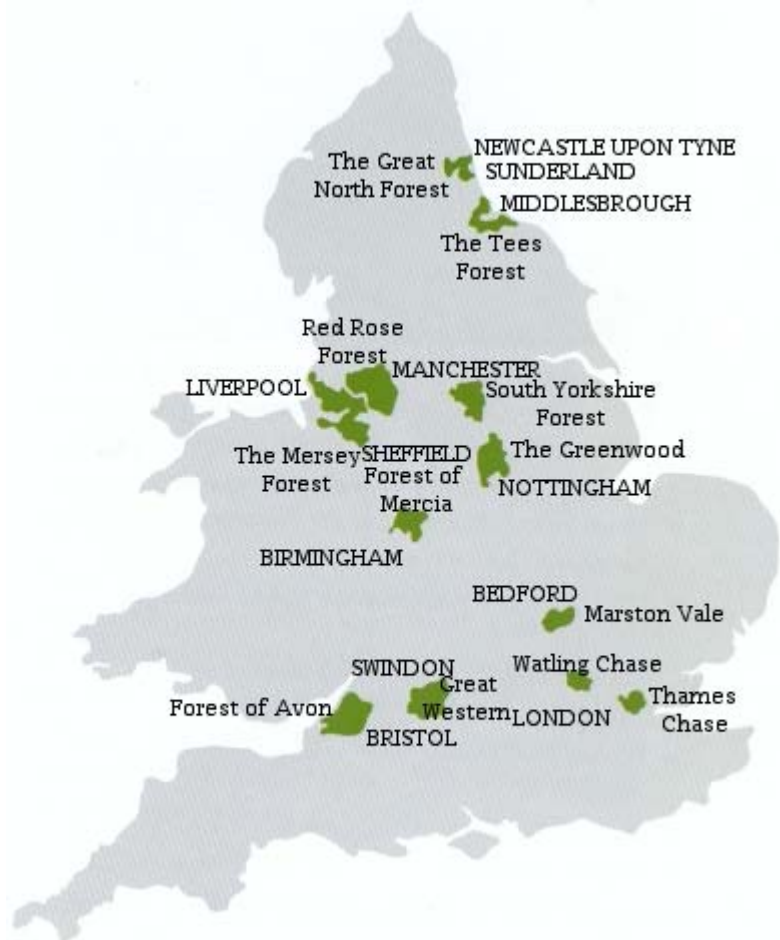 The Great
North Forest
NEWCASTLE UPON TYNE
SUNDERLAND
MIDDLESBROUGH
The Tees
Forest
Red Rose
Forest
MANCHESTER
LIVERPOOL
South Yorkshire
Forest
The Mersey
Forest
SHEFFIELD
The Greenwood
NOTTINGHAM
Forest of
Mercia
BIRMINGHAM
BEDFORD
Marston Vale
Watling Chase
SWINDON
Great
Western
Forest of Avon
BRISTOL
LONDON
Thames
Chase